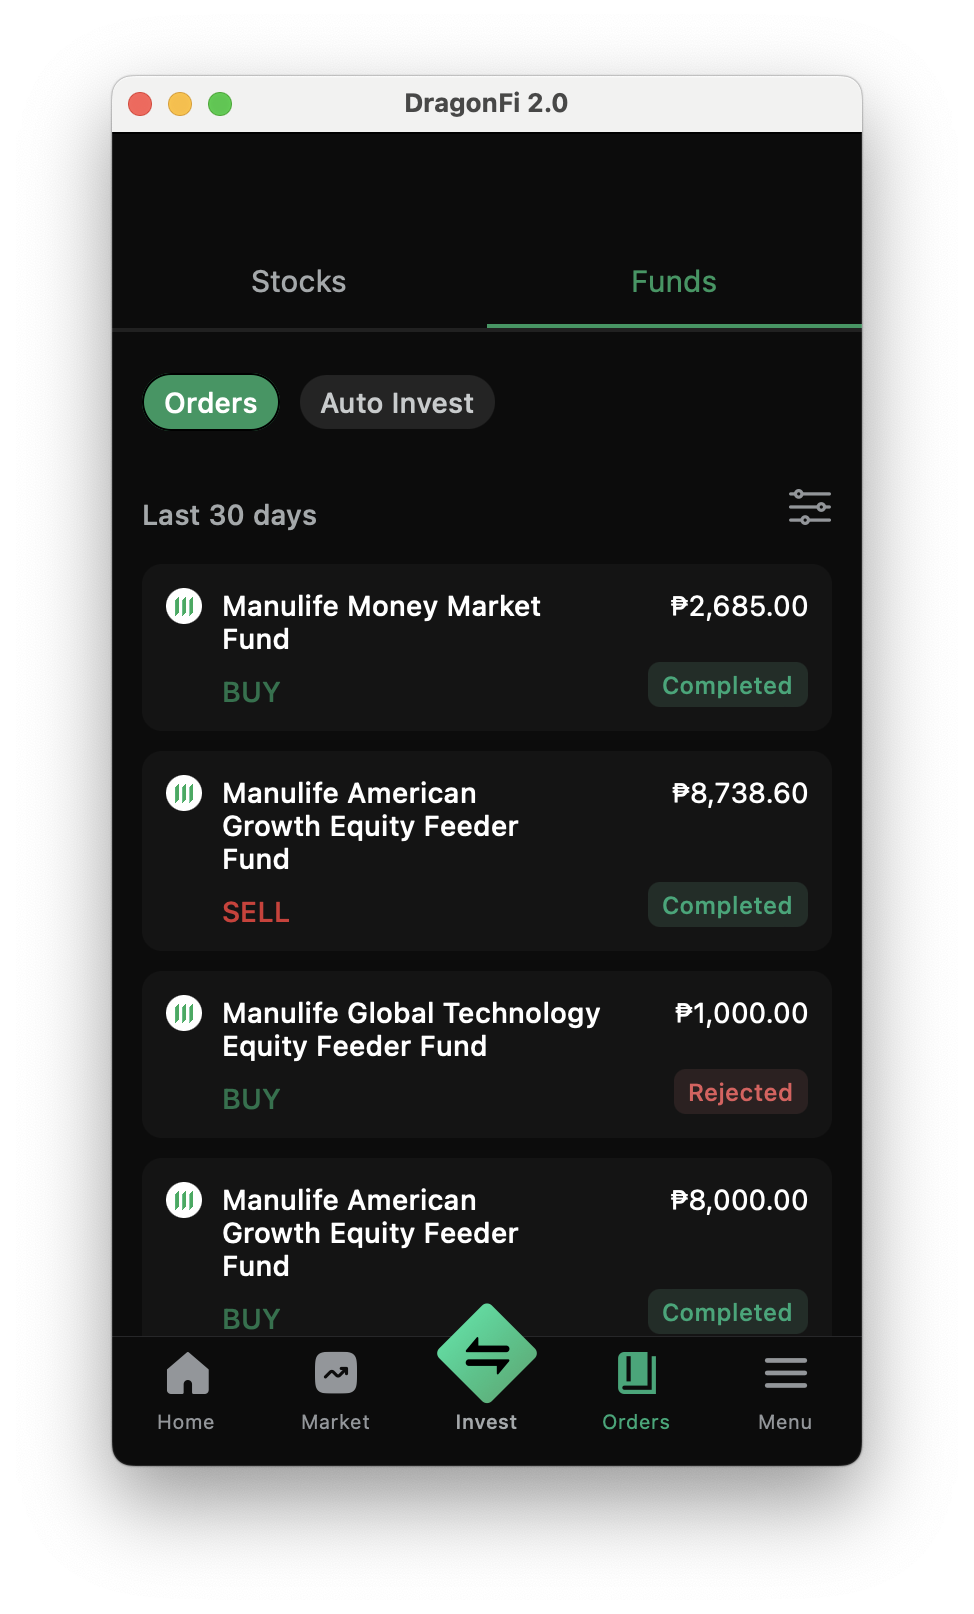 DragonFi 2.0
Stocks
Funds
Orders
Auto Invest
Last 30 days
Manulife Money Market
Fund
₱2,685.00
BUY
Completed
Manulife American
Growth Equity Feeder
Fund
₱8,738.60
SELL
Completed
Manulife Global Technology
Equity Feeder Fund
₱1,000.00
BUY
Rejected
Manulife American
Growth Equity Feeder
Fund
₱8,000.00
BUY
Completed
Home
Market
Invest
Orders
Menu